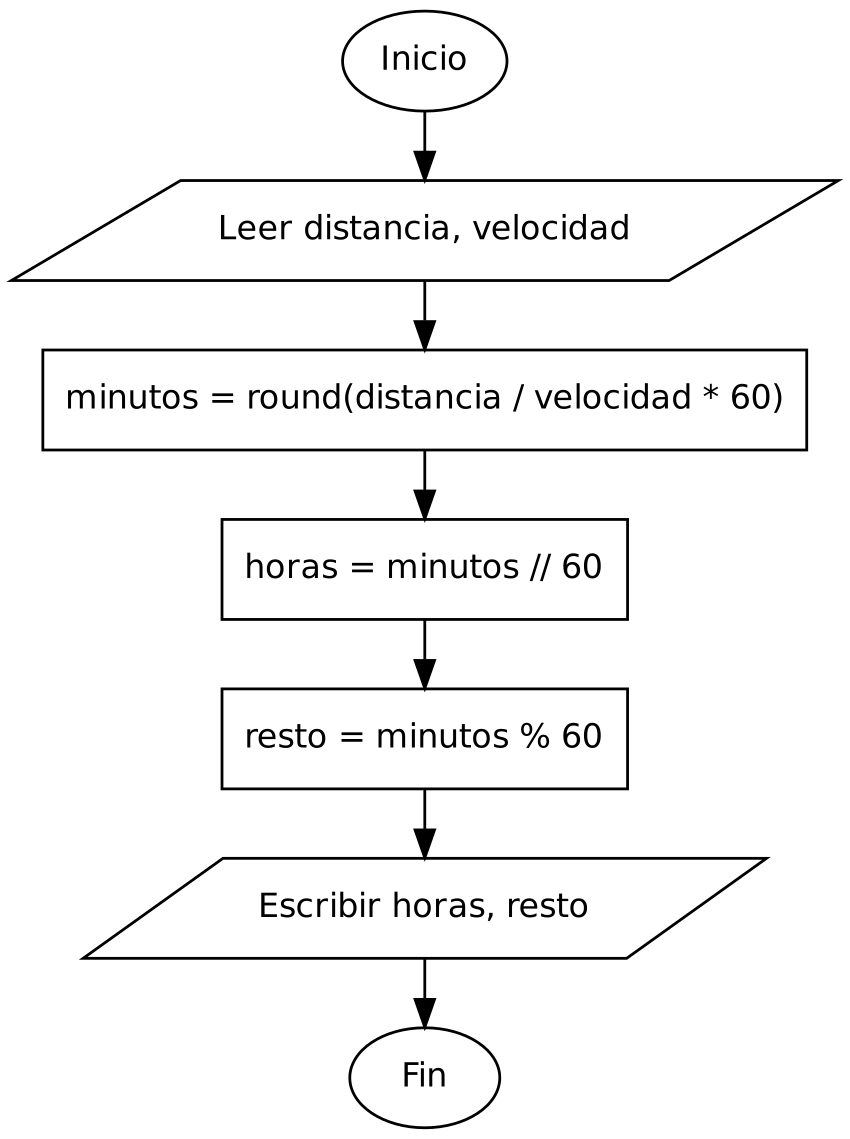 Inicio
Leer distancia, velocidad
minutos = round(distancia / velocidad * 60)
horas = minutos // 60
resto = minutos % 60
Escribir horas, resto
Fin